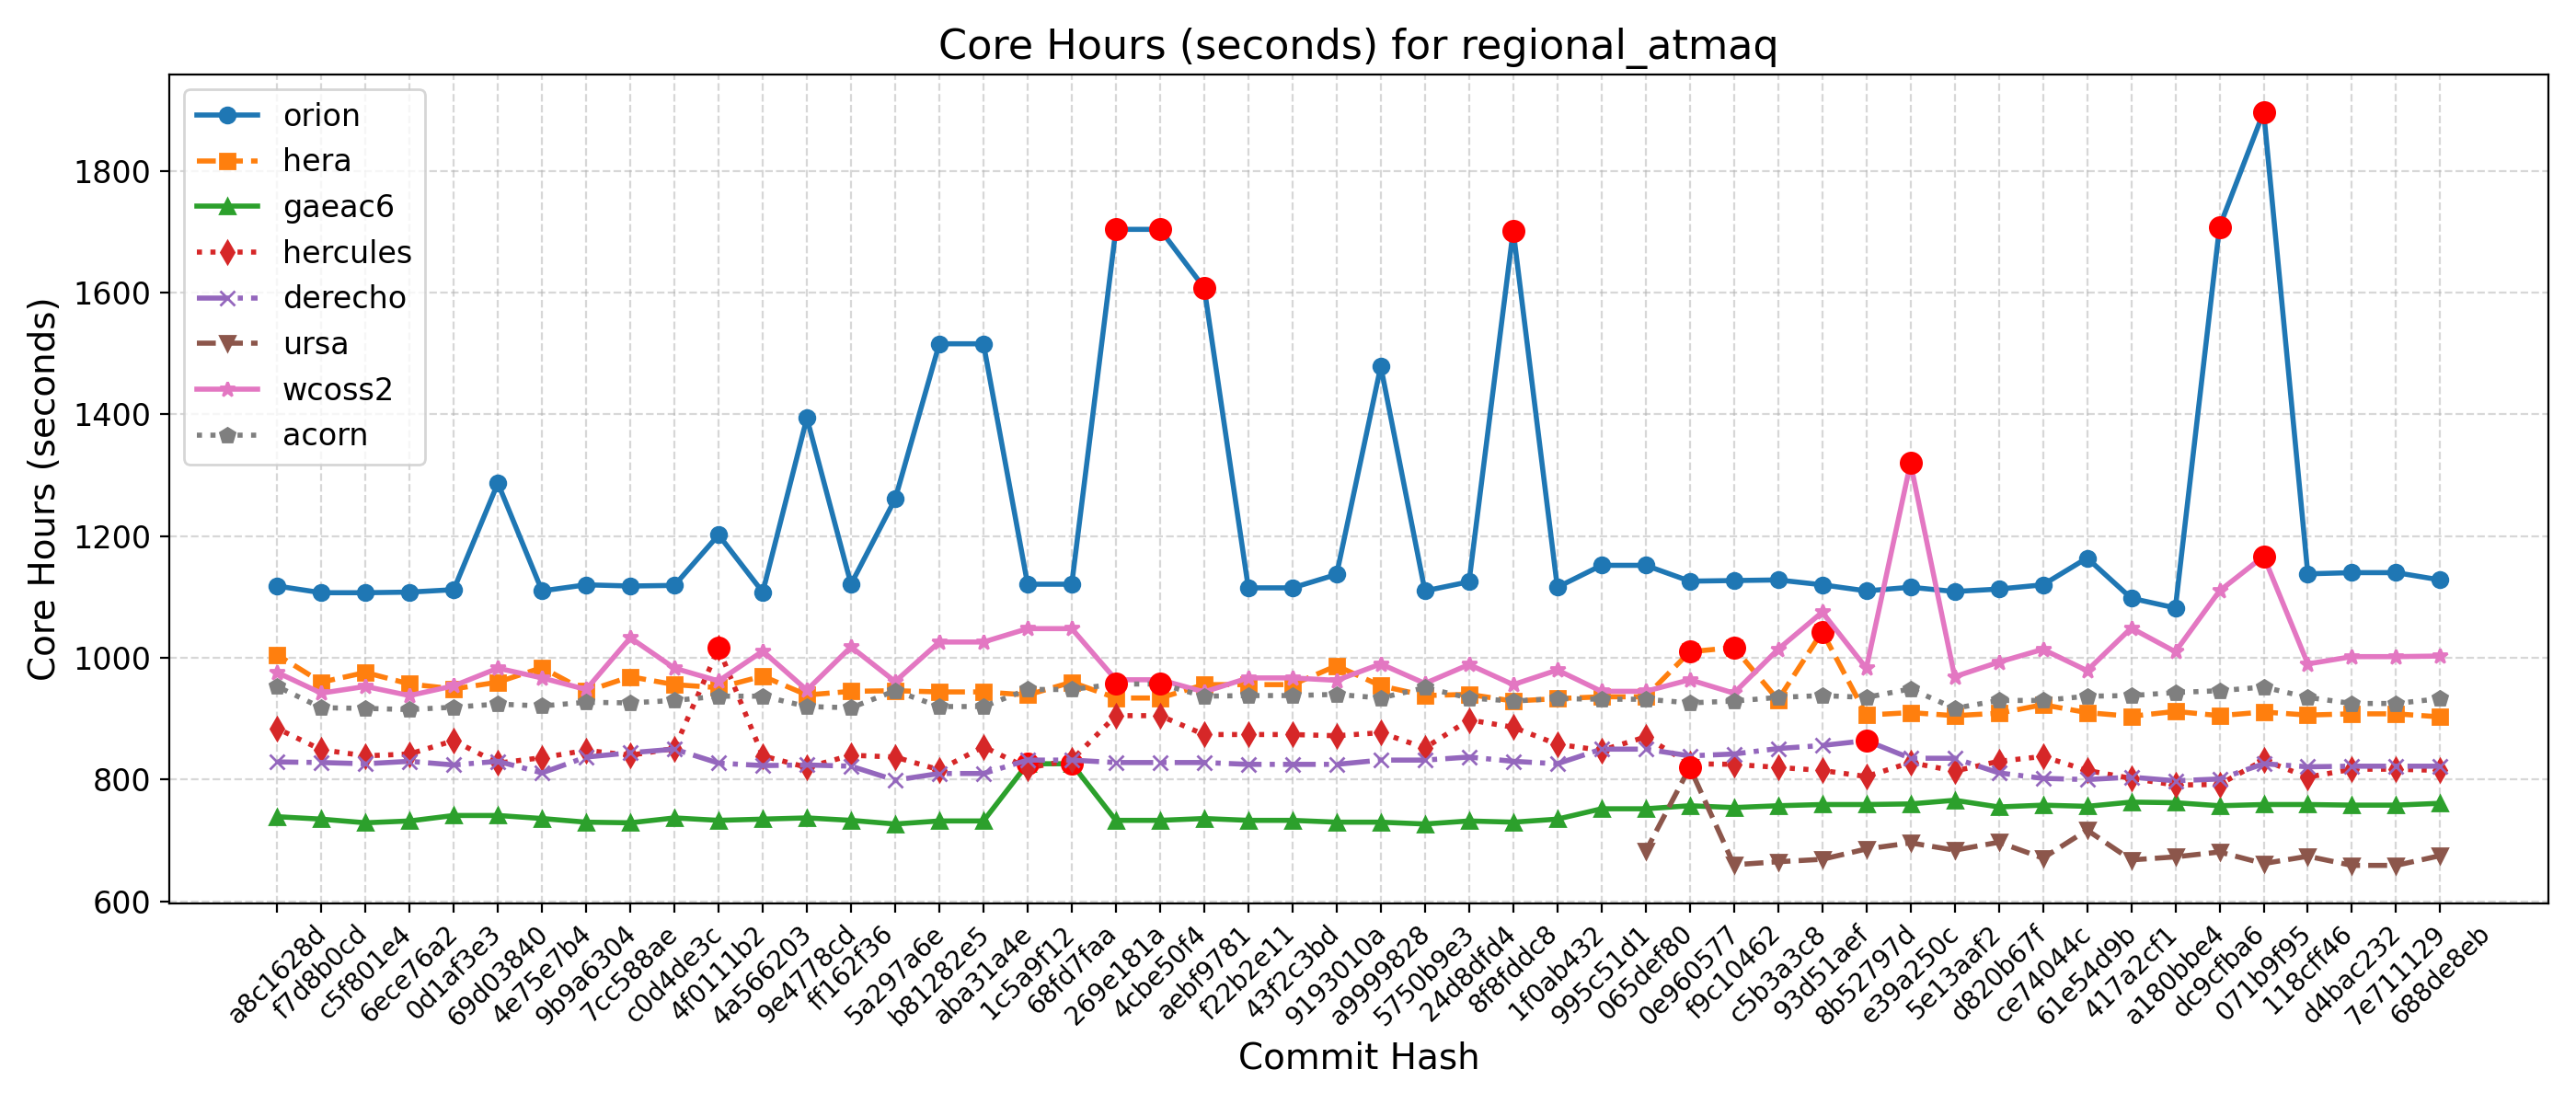 Core Hours (seconds) for regional_atmaq
Core Hours (seconds)
1800
1600
1400
1200
1000
800
600
orion
hera
gaeac6
hercules
derecho
ursa
wcoss2
acorn
a8c1628d
f7d8b0cd
c5f801e4
6ece76a2
0d1af3e3
69d03840
4e75e7b4
9b9a6304
7cc588ae
c0d4de3c
4f0111b2
4a566203
9e4778cd
ff162f36
5a297a6e
b81282e5
aba31a4e
1c5a9f12
68fd7faa
269e181a
4cbe50f4
aebf9781
f22b2e11
43f2c3bd
9193010a
a9999828
5750b9e3
24d8dfd4
8f8fddc8
1f0ab432
995c51d1
065def80
0e960577
f9c10462
c5b3a3c8
93d51aef
8b52797d
e39a250c
5e13aaf2
d820b67f
ce74044c
61e54d9b
417a2cf1
a180bbe4
dc9cfba6
071b9f95
118cff46
d4bac232
7e711129
688de8eb
Commit Hash